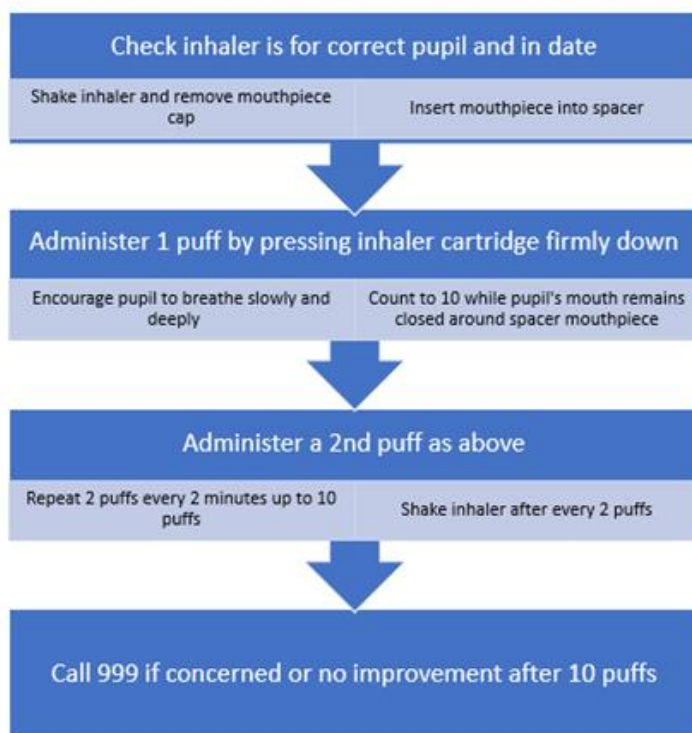 Check inhaler is for correct pupil and in date
Shake inhaler and remove mouthpiece
cap
Insert mouthpiece into spacer
Administer 1 puff by pressing inhaler cartridge firmly down
Encourage pupil to breathe slowly and
deeply
Count to 10 while pupil's mouth remains
closed around spacer mouthpiece
Administer a 2nd puff as above
Repeat 2 puffs every 2 minutes up to 10
puffs
Shake inhaler after every 2 puffs
Call 999 if concerned or no improvement after 10 puffs